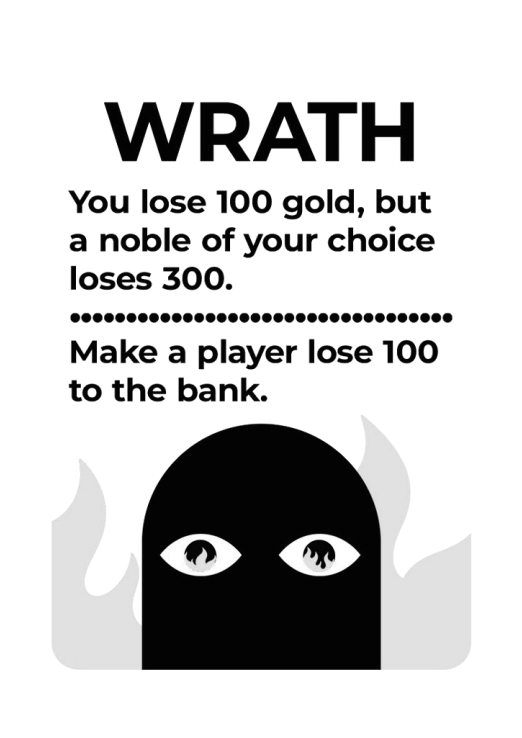 WRATH
You lose 100 gold, but
a noble of your choice
loses 300.
Make a player lose 100
to the bank.